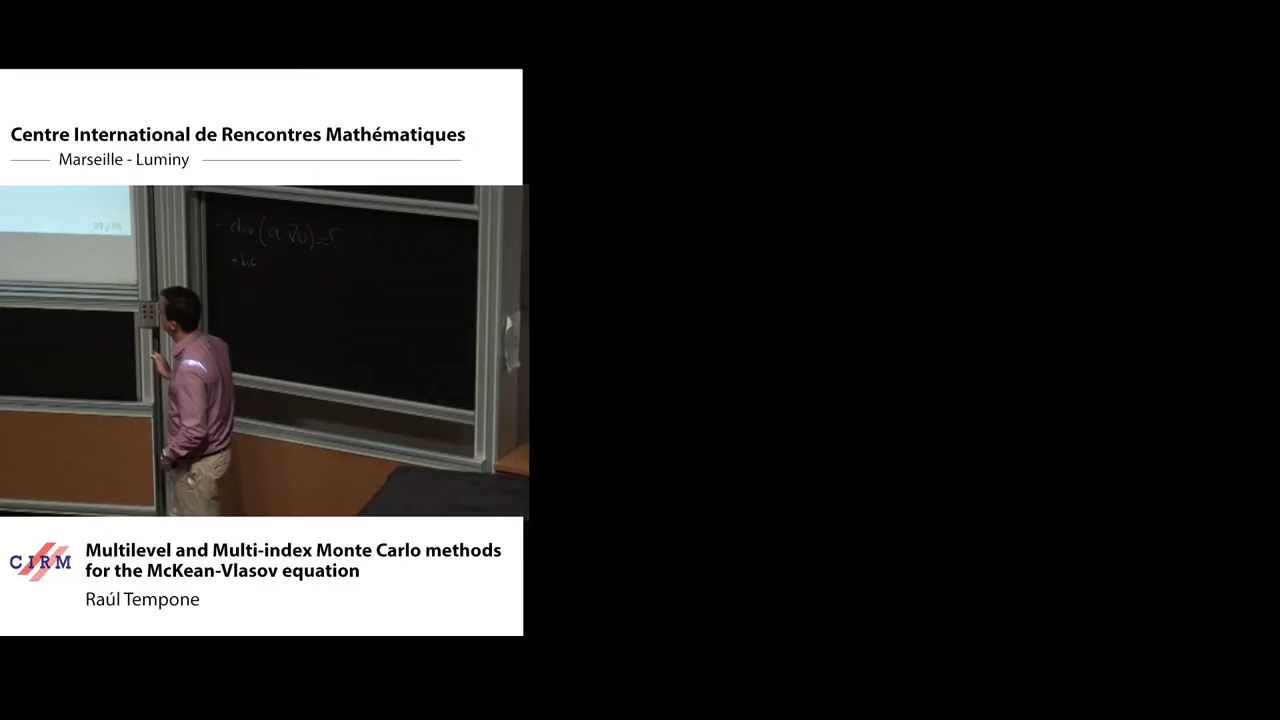 Centre International de Rencontres Mathématiques
Marseille - Luminy
- div (a ∇u) = f
CIRM
Multilevel and Multi-index Monte Carlo methods
for the McKean-Vlasov equation
Raúl Tempone